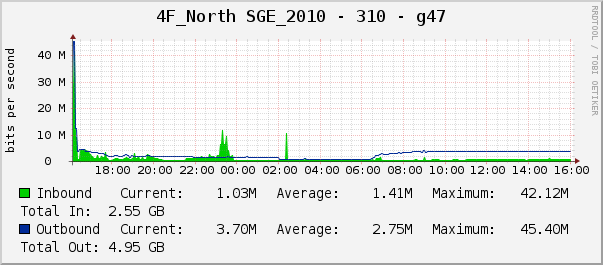 4F_North SGE_2010 - 310 - g47
RRDTOOL / TOBI OETIKER
bits per second
40 M
30 M
20 M
10 M
0
18:00 20:00 22:00 00:00 02:00 04:00 06:00 08:00 10:00 12:00 14:00 16:00
Inbound Current: 1.03M Average: 1.41M Maximum: 42.12M
Total In: 2.55 GB
Outbound Current: 3.70M Average: 2.75M Maximum: 45.40M
Total Out: 4.95 GB